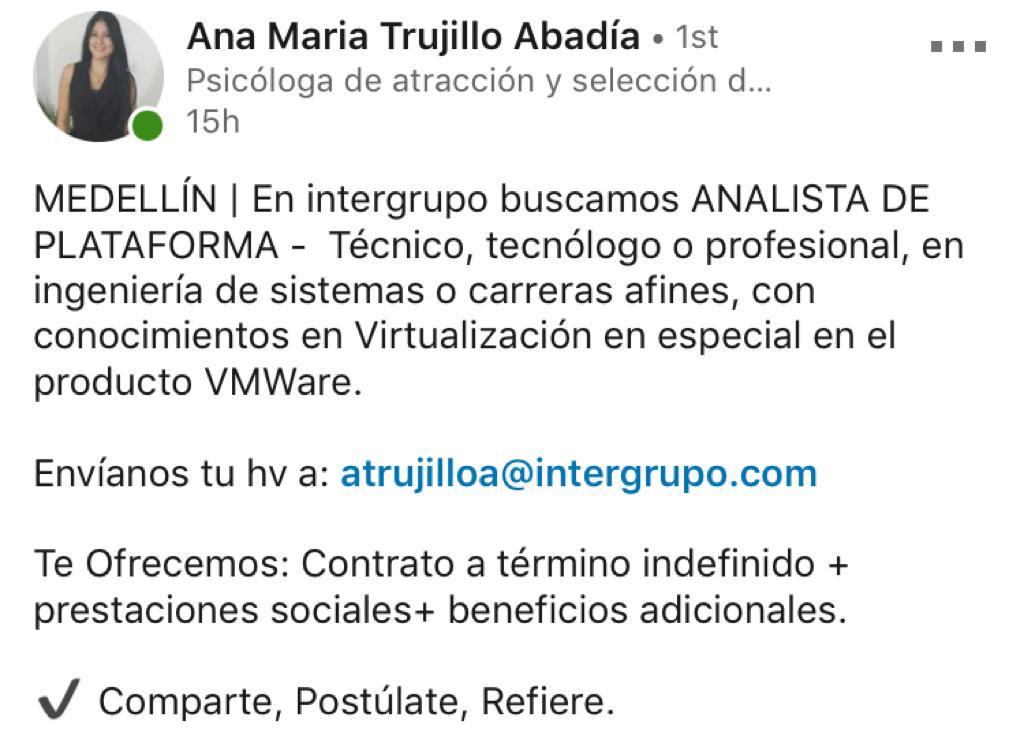 Ana Maria Trujillo Abadía • 1st
Psicóloga de atracción y selección d...
15h
MEDELLÍN | En intergrupo buscamos ANALISTA DE
PLATAFORMA - Técnico, tecnólogo o profesional, en
ingeniería de sistemas o carreras afines, con
conocimientos en Virtualización en especial en el
producto VMWare.
Envíanos tu hv a: atrujilloa@intergrupo.com
Te Ofrecemos: Contrato a término indefinido +
prestaciones sociales+ beneficios adicionales.
✔ Comparte, Postúlate, Refiere.